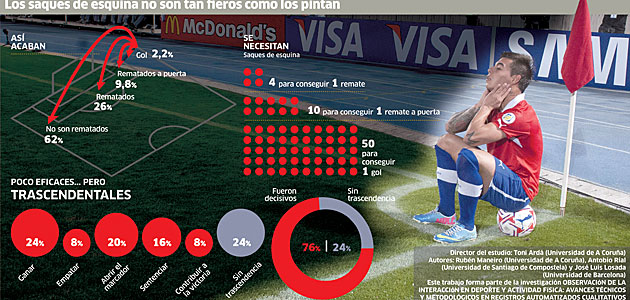 Los saques de esquina no son tan fieros como los pintan
ASÍ
ACABAN
Gol 2,2%
Rematados a puerta
9,8%
Rematados
26%
No son rematados
62%
SE
NECESITAN
Saques de esquina
4 para conseguir 1 remate
10 para conseguir 1 remate a puerta
50
para
conseguir
1 gol
McDonald's
VISA VISA VISA
POCO EFICACES... PERO
TRASCENDENTALES
24%
Ganar
8%
Empatar
20%
Abrir el
marcador
16%
Sentenciar
8%
Contribuir a
la victoria
24%
Sin
trascendencia
Fueron
decisivos
Sin
trascendencia
76% | 24%
Director del estudio: Toni Ardá (Universidad de A Coruña)
Autores: Rubén Maneiro (Universidad de A Coruña), Antobio Rial
(Universidad de Santiago de Compostela) y José Luis Losada
(Universidad de Barcelona)
Este trabajo forma parte de la investigación OBSERVACIÓN DE LA
INTERACCIÓN EN DEPORTE Y ACTIVIDAD FÍSICA: AVANCES TÉCNICOS
Y METODOLÓGICOS EN REGISTROS AUTOMATIZADOS CUALITATIVOS